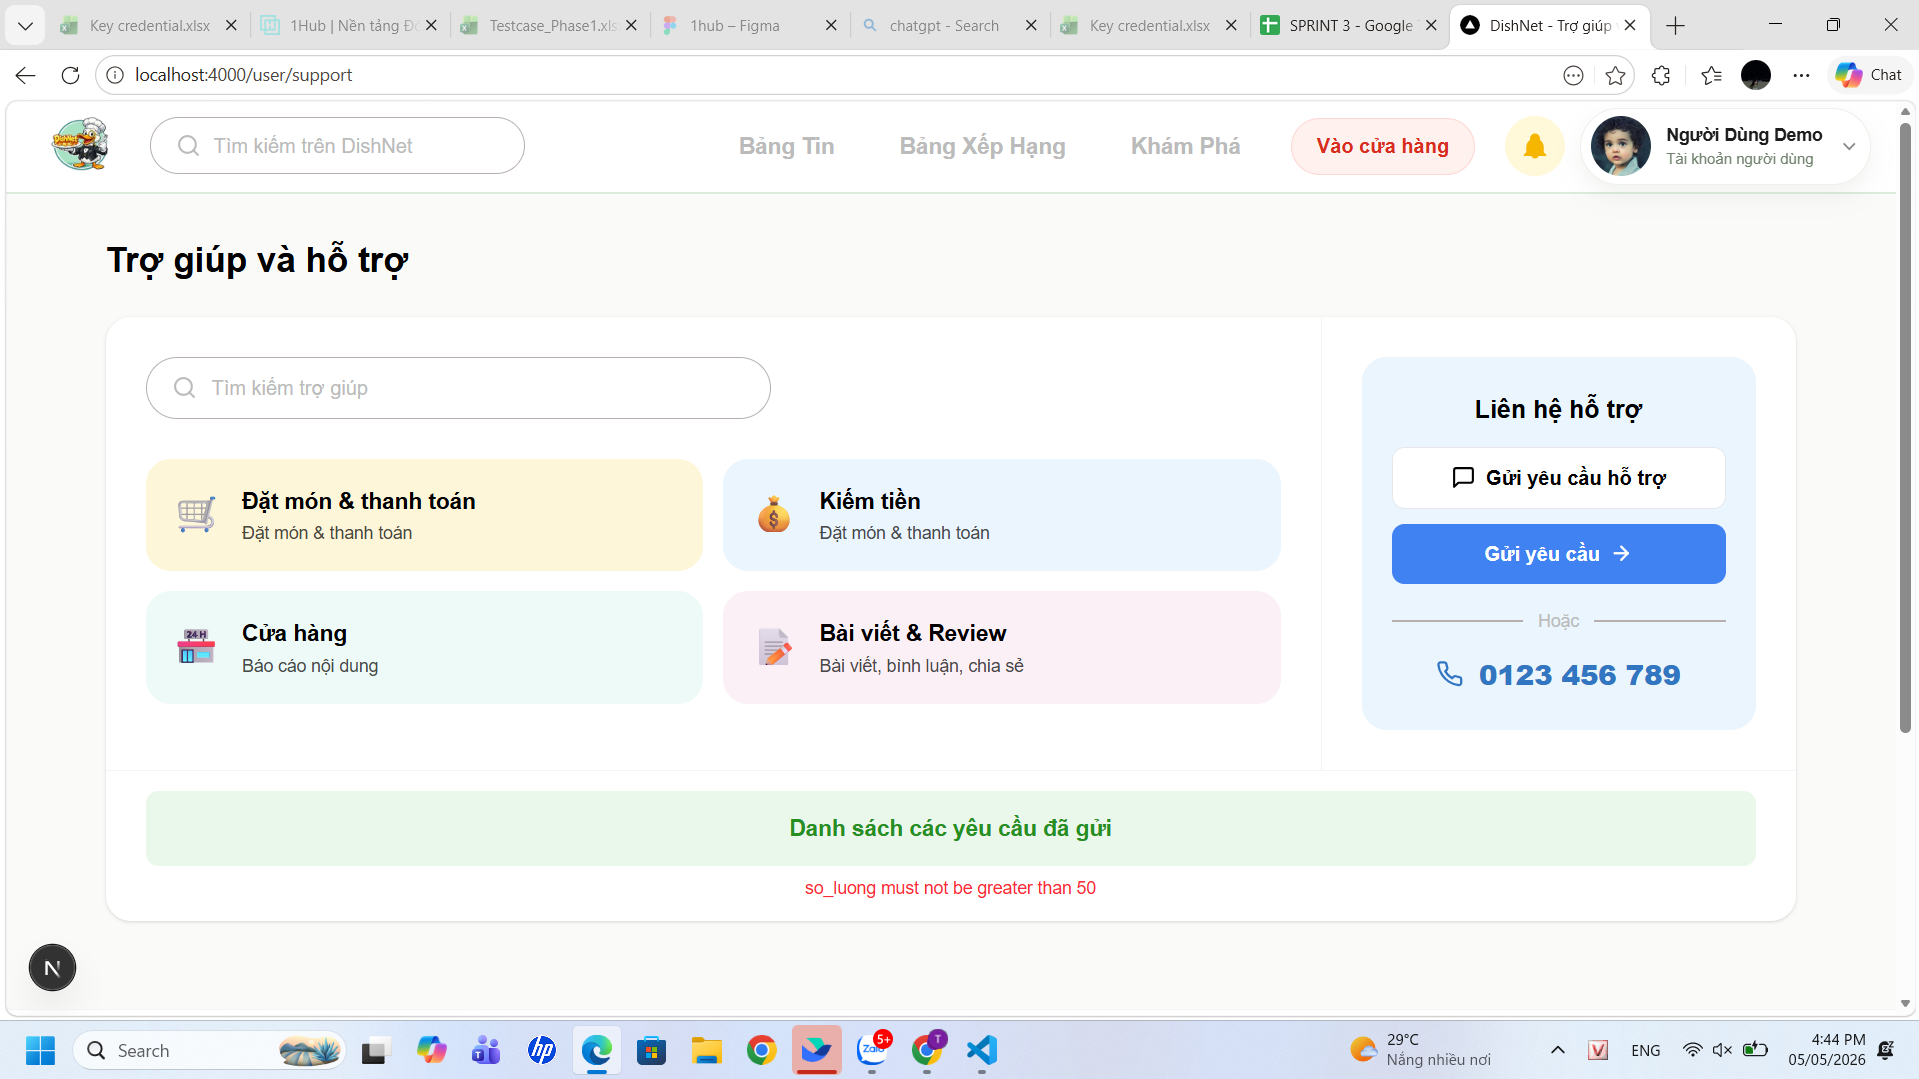 Key credential.xlsx
1Hub | Nền tảng Đ
Testcase_Phase1.xls
1hub – Figma
chatgpt - Search
Key credential.xlsx
SPRINT 3 - Google
DishNet - Trợ giúp
localhost:4000/user/support
Chat
Tìm kiếm trên DishNet
Bảng Tin
Bảng Xếp Hạng
Khám Phá
Vào cửa hàng
Người Dùng Demo
Tài khoản người dùng
Trợ giúp và hỗ trợ
Tìm kiếm trợ giúp
Đặt món & thanh toán
Đặt món & thanh toán
Kiếm tiền
Đặt món & thanh toán
24 H
Cửa hàng
Báo cáo nội dung
Bài viết & Review
Bài viết, bình luận, chia sẻ
Liên hệ hỗ trợ
Gửi yêu cầu hỗ trợ
Gửi yêu cầu
Hoặc
0123 456 789
Danh sách các yêu cầu đã gửi
so_luong must not be greater than 50
N
Search
hp
Zalo
5+
T
29°C
Nắng nhiều nơi
V
ENG
4:44 PM
05/05/2026